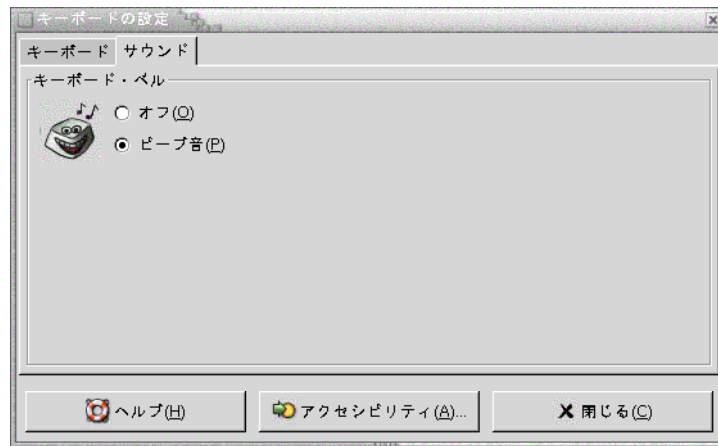 キーボードの設定
キーボード サウンド
キーボード・ベル
オフ(O)
ビープ音(P)
ヘルプ(H) アクセシビリティ(A)... 閉じる(C)